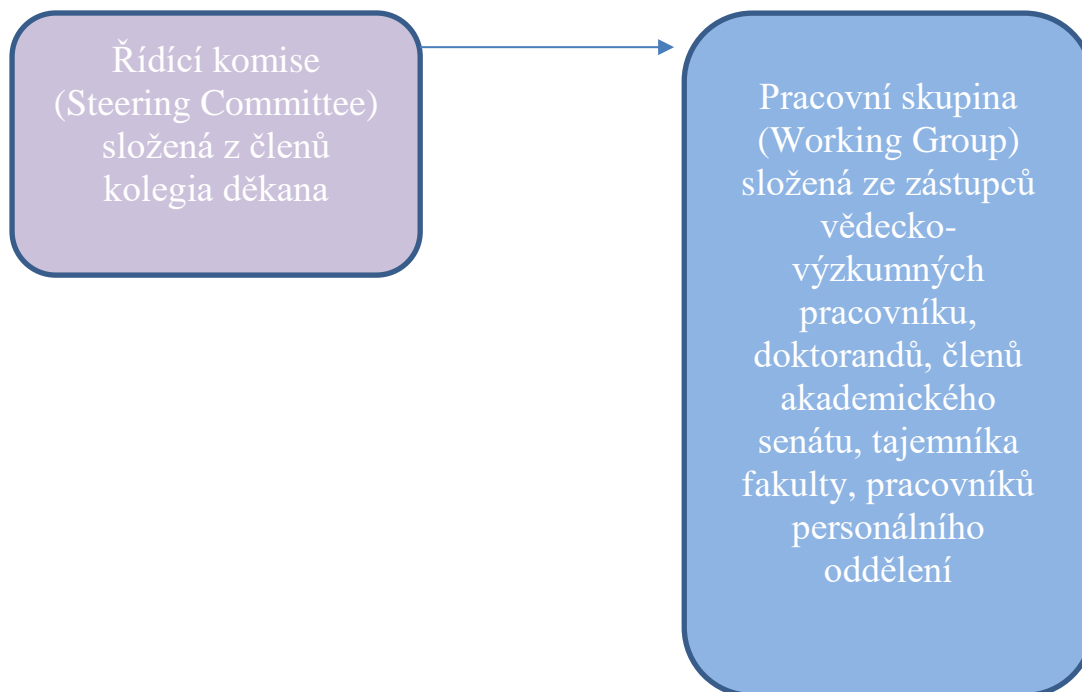 Řídící komise
(Steering Committee)
složená z členů
kolegia děkana
Pracovní skupina
(Working Group)
složená ze zástupců
vědecko-
výzkumných
pracovníku,
doktorandů, členů
akademického
senátu, tajemníka
fakulty, pracovníků
personálního
oddělení